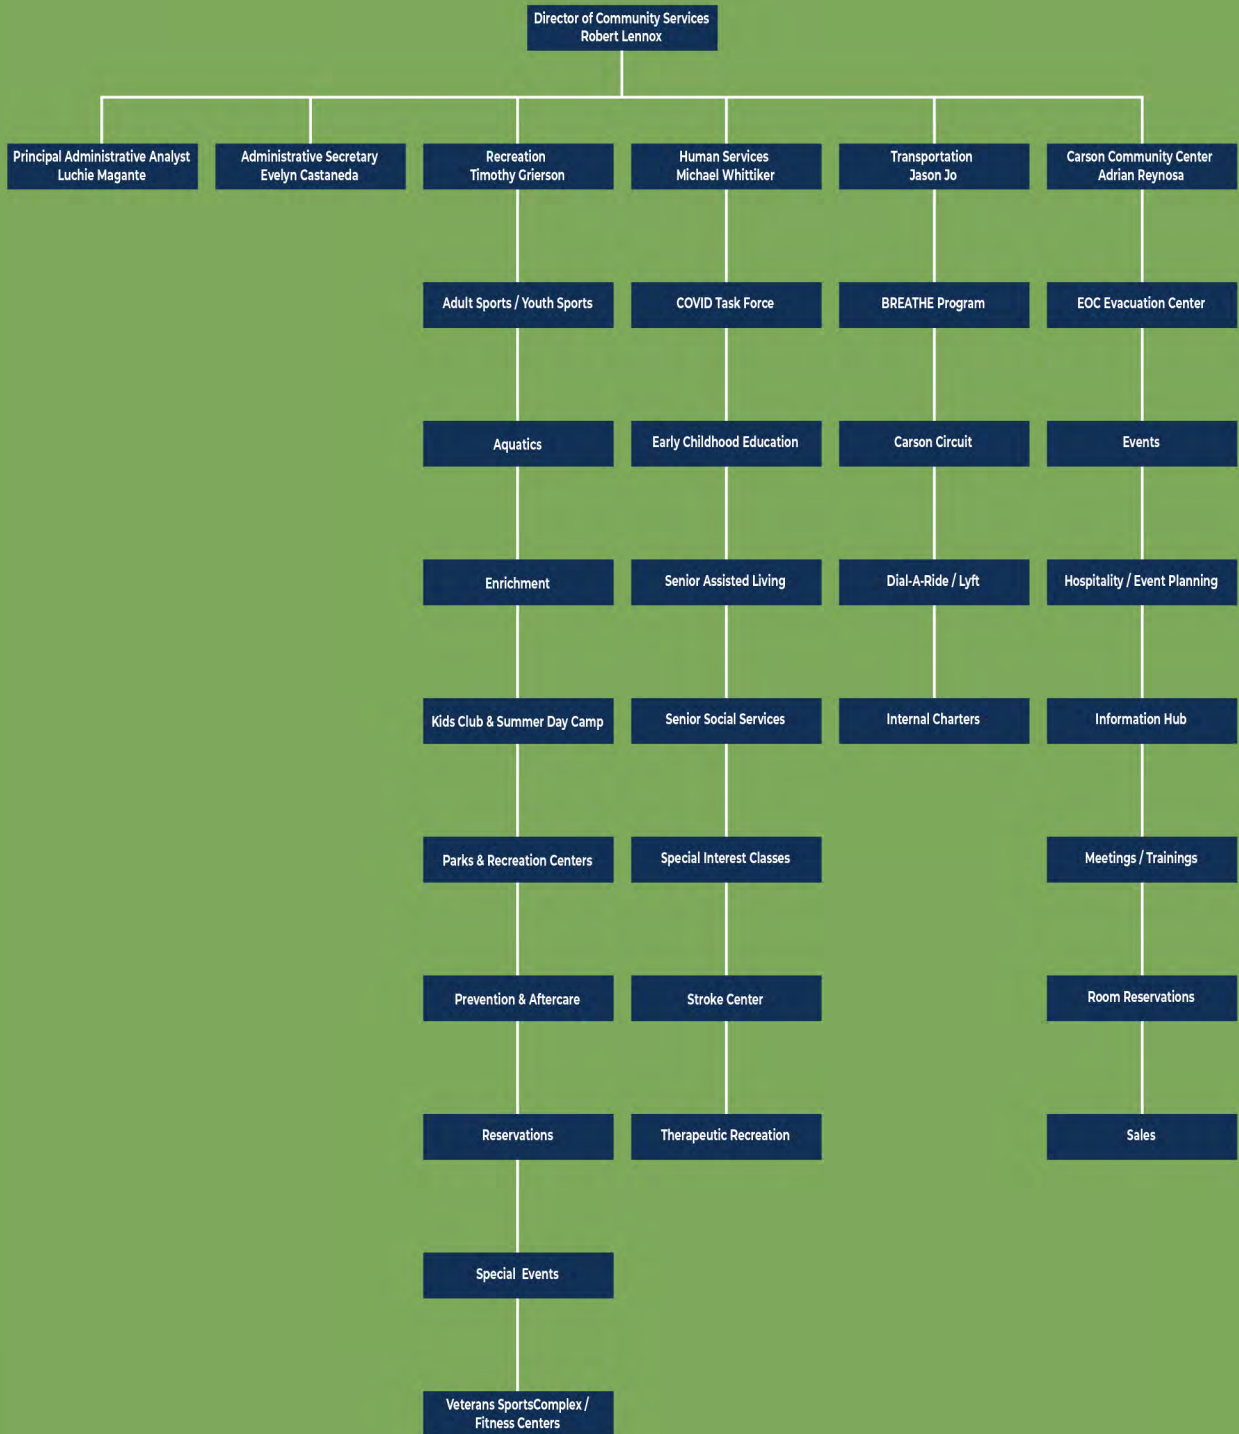 Director of Community Services
Robert Lennox
Principal Administrative Analyst
Luchie Magante
Administrative Secretary
Evelyn Castaneda
Recreation
Timothy Grierson
Human Services
Michael Whittiker
Transportation
Jason Jo
Carson Community Center
Adrian Reynosa
Adult Sports / Youth Sports
COVID Task Force
BREATHE Program
EOC Evacuation Center
Aquatics
Early Childhood Education
Carson Circuit
Events
Enrichment
Senior Assisted Living
Dial-A-Ride / Lyft
Hospitality / Event Planning
Kids Club & Summer Day Camp
Senior Social Services
Internal Charters
Information Hub
Parks & Recreation Centers
Special Interest Classes
Meetings / Trainings
Prevention & Aftercare
Stroke Center
Room Reservations
Reservations
Therapeutic Recreation
Sales
Special Events
Veterans SportsComplex /
Fitness Centers